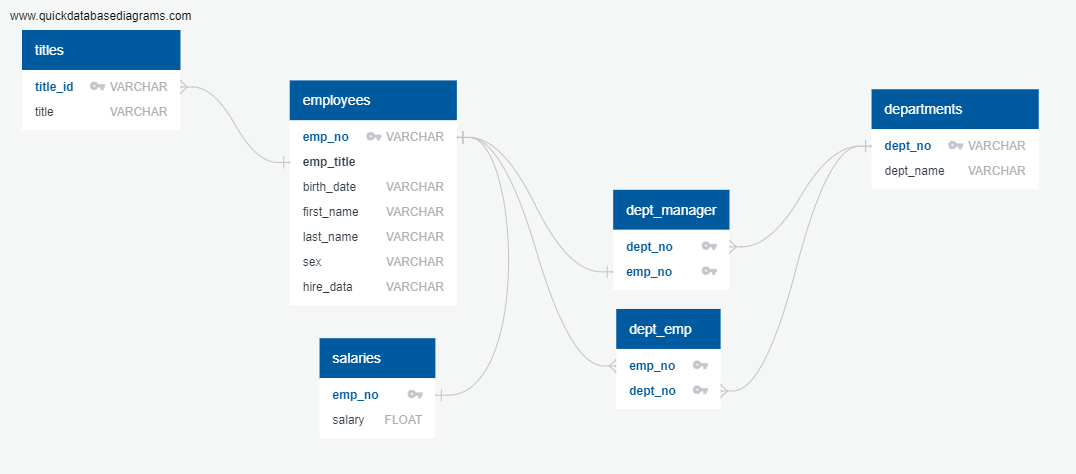 www.quickdatabasediagrams.com
titles
title_id VARCHAR
title VARCHAR
employees
emp_no VARCHAR
emp_title
birth_date VARCHAR
first_name VARCHAR
last_name VARCHAR
sex VARCHAR
hire_data VARCHAR
salaries
emp_no
salary FLOAT
dept_manager
dept_no
emp_no
dept_emp
emp_no
dept_no
departments
dept_no VARCHAR
dept_name VARCHAR